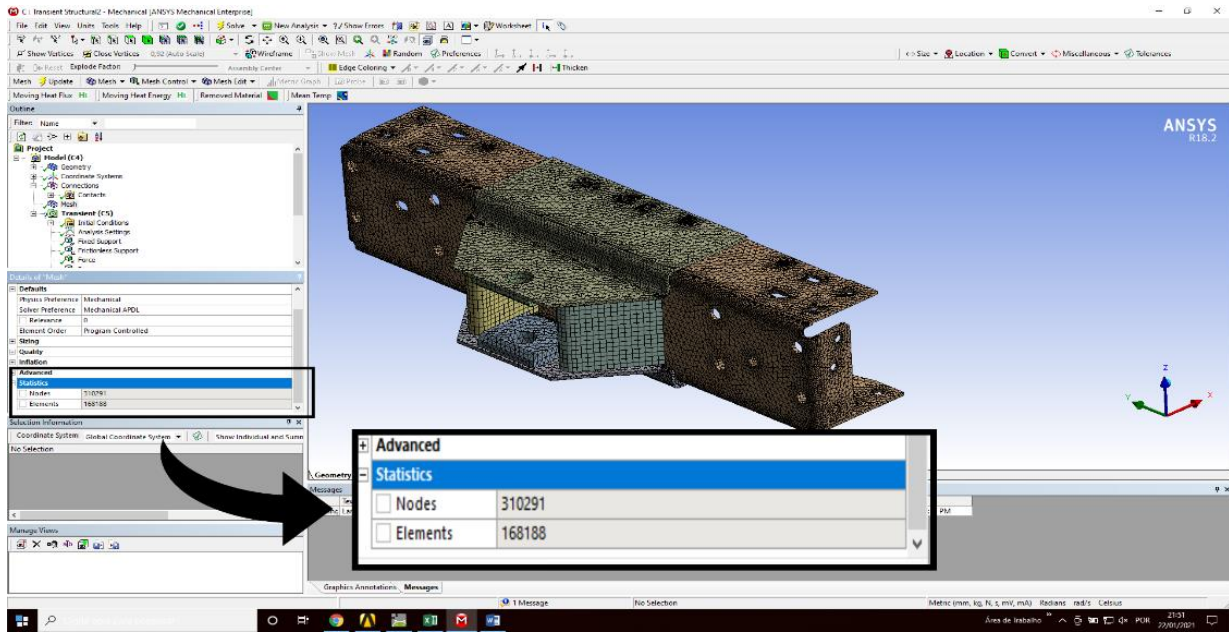 C : Transient Structural2 - Mechanical [ANSYS Mechanical Enterprise]
File Edit View Units Tools Help Solve New Analysis ?/Show Errors Worksheet
Show Vertices Close Vertices 0,52 (Auto Scale) Wireframe Show Mesh Random Preferences Size Location Convert Miscellaneous Tolerances
Reset Explode Factor: Assembly Center Edge Coloring Thicken
Mesh Update Mesh Mesh Control Mesh Edit Metric Graph Probe
Moving Heat Flux Moving Heat Energy Removed Material Mean Temp
Outline
Filter: Name
Project
Model (C4)
Geometry
Coordinate Systems
Connections
Contacts
Mesh
Transient (C5)
Initial Conditions
Analysis Settings
Fixed Support
Frictionless Support
Force
ANSYS
R18.2
Z
Y
X
Details of "Mesh"
Defaults
Physics Preference Mechanical
Solver Preference Mechanical APDL
Relevance 0
Element Order Program Controlled
Sizing
Quality
Inflation
Advanced
Statistics
Nodes 310291
Elements 168188
Selection Information
Coordinate System: Global Coordinate System Show Individual and Summ
No Selection
Advanced
Statistics
Nodes 310291
Elements 168188
Geometry
Messages
PM
Manage Views
Graphics Annotations Messages
1 Message No Selection Metric (mm, kg, N, s, mV, mA) Radians rad/s Celsius
Área de Trabalho POR 21:51
22/01/2021